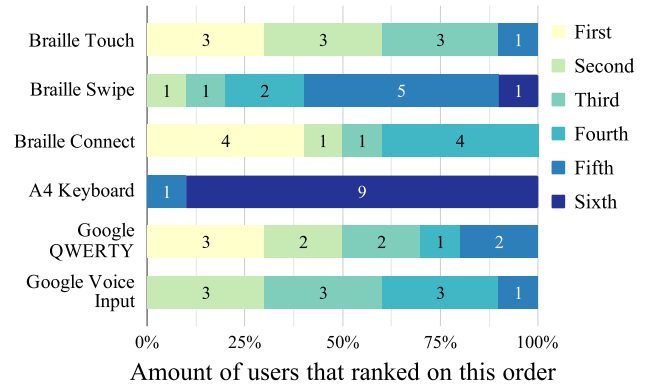 Braille Touch 3 3 3 1
Braille Swipe 1 1 2 5 1
Braille Connect 4 1 1 4
A4 Keyboard 1 9
Google
QWERTY 3 2 2 1 2
Google Voice
Input 3 3 3 1
0% 25% 50% 75% 100%
Amount of users that ranked on this order
First
Second
Third
Fourth
Fifth
Sixth